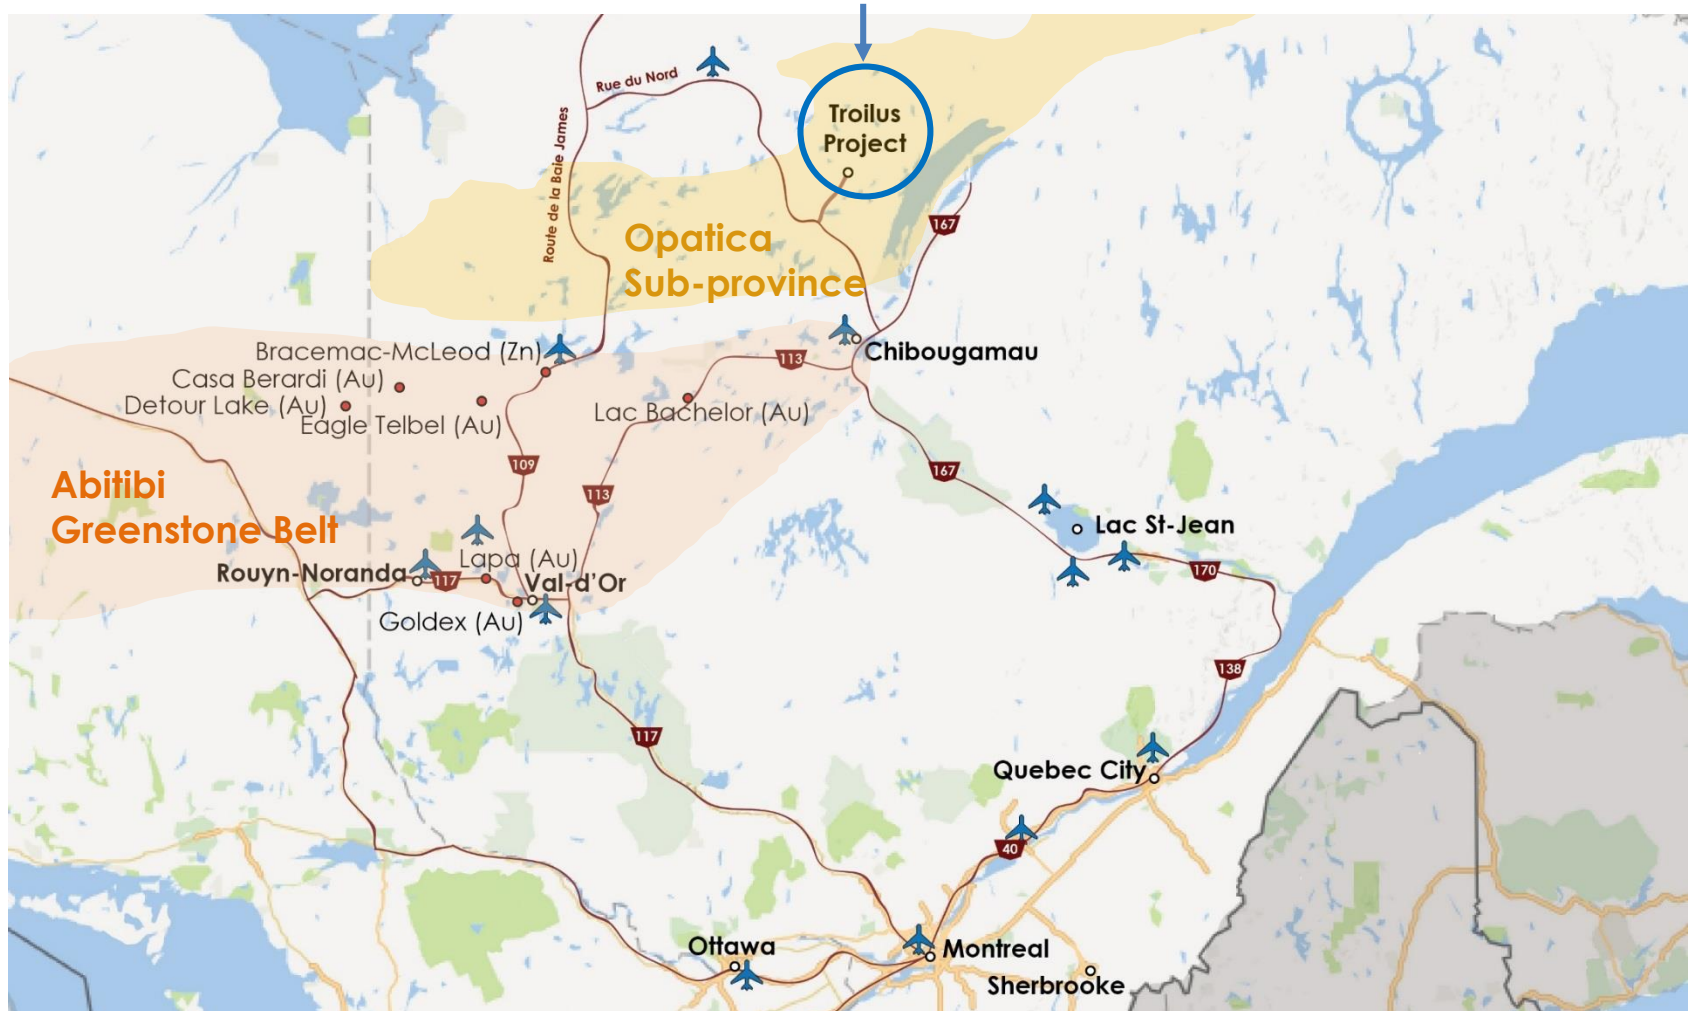 Rue du Nord
Route de la Baie James
Troilus
Project
167
Opatica
Sub-province
Chibougamau
Bracemac-McLeod (Zn)
113
Casa Berardi (Au)
Detour Lake (Au)
Eagle Telbel (Au)
Lac Bachelor (Au)
109
113
167
Abitibi
Greenstone Belt
Lac St-Jean
Lapa (Au)
Rouyn-Noranda
117
Val-d’Or
170
Goldex (Au)
138
117
Quebec City
40
Ottawa
Montreal
Sherbrooke